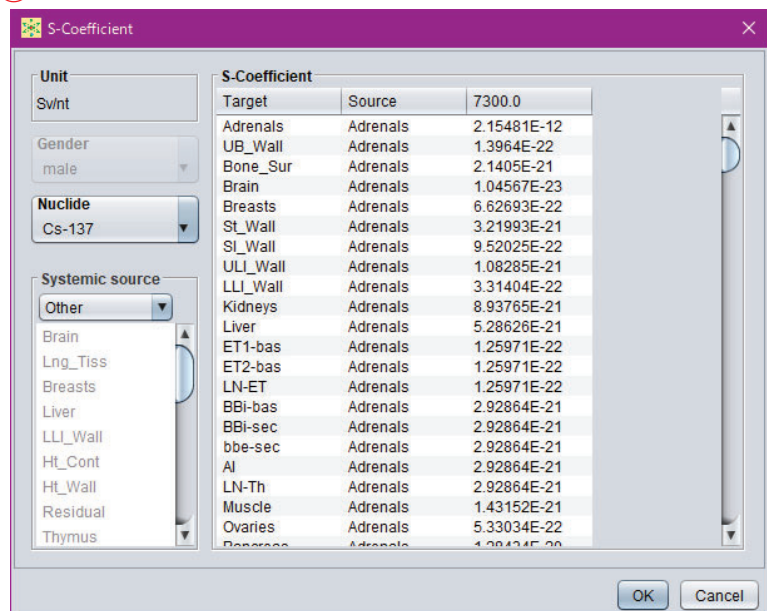 S-Coefficient
Unit
Sv/nt
Gender
male
Nuclide
Cs-137
Systemic source
Other
Brain
Lng_Tiss
Breasts
Liver
LLI_Wall
Ht_Cont
Ht_Wall
Residual
Thymus
S-Coefficient
Target Source 7300.0
Adrenals Adrenals 2.15481E-12
UB_Wall Adrenals 1.3964E-22
Bone_Sur Adrenals 2.1405E-21
Brain Adrenals 1.04567E-23
Breasts Adrenals 6.62693E-22
St_Wall Adrenals 3.21993E-21
SI_Wall Adrenals 9.52025E-22
ULI_Wall Adrenals 1.08285E-21
LLI_Wall Adrenals 3.31404E-22
Kidneys Adrenals 8.93765E-21
Liver Adrenals 5.28626E-21
ET1-bas Adrenals 1.25971E-22
ET2-bas Adrenals 1.25971E-22
LN-ET Adrenals 1.25971E-22
BBi-bas Adrenals 2.92864E-21
BBi-sec Adrenals 2.92864E-21
bbe-sec Adrenals 2.92864E-21
AI Adrenals 2.92864E-21
LN-Th Adrenals 2.92864E-21
Muscle Adrenals 1.43152E-21
Ovaries Adrenals 5.33034E-22
OK Cancel